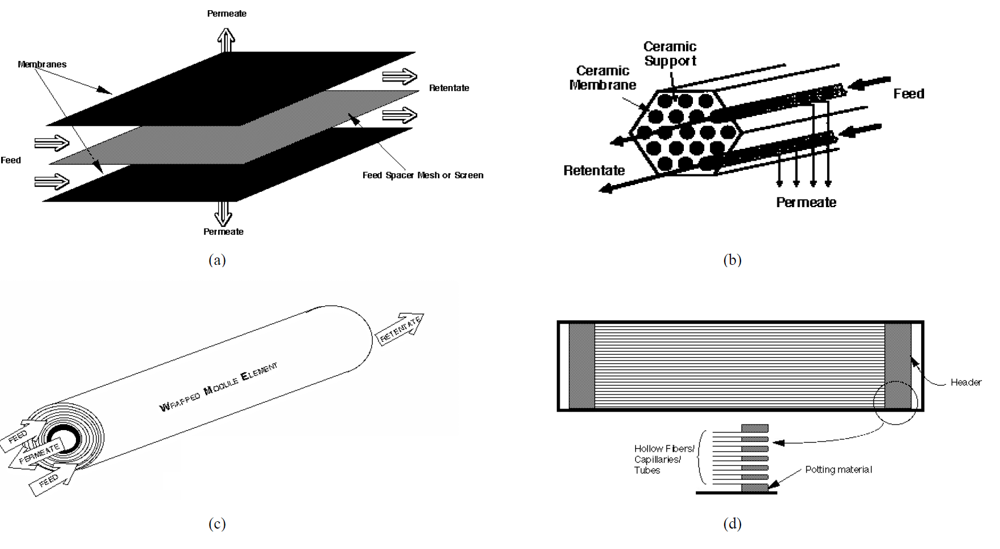 Permeate
Membranes
Retentate
Feed
Feed Spacer Mesh or Screen
Permeate
(a)
Ceramic
Support
Ceramic
Membrane
Feed
Retentate
Permeate
(b)
RETENTATE
WRAPPED MODULE ELEMENT
FEED
PERMEATE
FEED
(c)
Header
Hollow Fibers/
Capillaries/
Tubes
Potting material
(d)